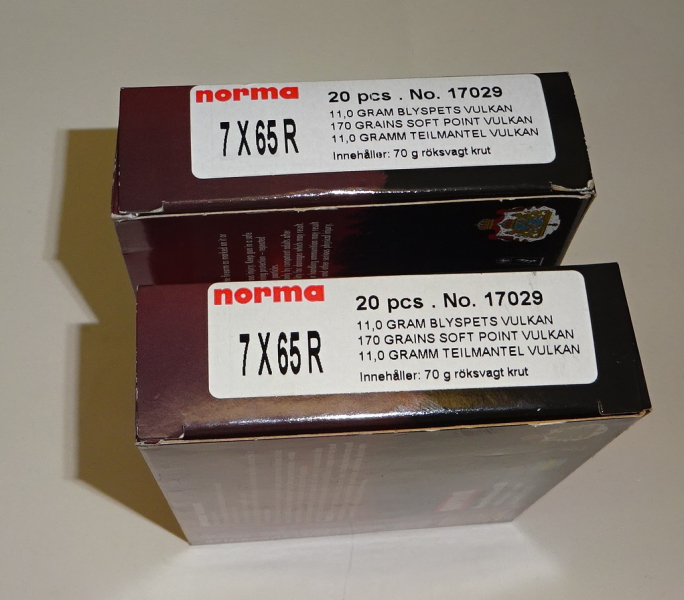 norma
20 pcs . No. 17029
7 X 65 R
11,0 GRAM BLYSPETS VULKAN
170 GRAINS SOFT POINT VULKAN
11,0 GRAMM TEILMANTEL VULKAN
Innehåller: 70 g röksvagt krut
norma
20 pcs . No. 17029
7 X 65 R
11,0 GRAM BLYSPETS VULKAN
170 GRAINS SOFT POINT VULKAN
11,0 GRAMM TEILMANTEL VULKAN
Innehåller: 70 g röksvagt krut